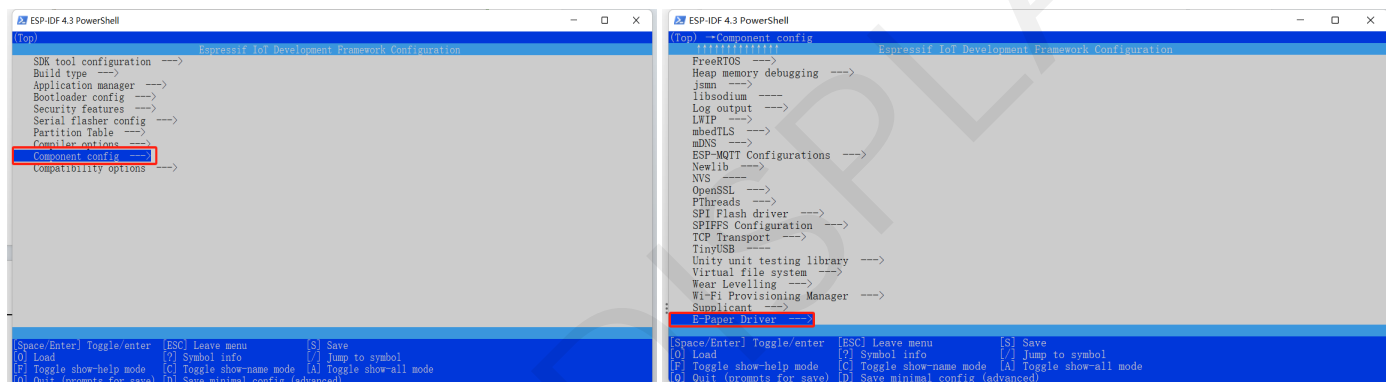 ESP-IDF 4.3 PowerShell
(Top)
Espressif IoT Development Framework Configuration
SDK tool configuration --->
Build type --->
Application manager --->
Bootloader config --->
Security features --->
Serial flasher config --->
Partition Table --->
Compiler options --->
Component config --->
Compatibility options --->
[Space/Enter] Toggle/enter [ESC] Leave menu [S] Save
[O] Load [?] Symbol info [/] Jump to symbol
[F] Toggle show-help mode [C] Toggle show-name mode [A] Toggle show-all mode
[Q] Quit (prompts for save) [D] Save minimal config (advanced)
ESP-IDF 4.3 PowerShell
(Top) →Component config
↑↑↑↑↑↑↑↑↑↑↑↑↑↑ Espressif IoT Development Framework Configuration
FreeRTOS --->
Heap memory debugging --->
jsmn --->
libsodium ----
Log output --->
LWIP --->
mbedTLS --->
mDNS --->
ESP-MQTT Configurations --->
Newlib --->
NVS ----
OpenSSL --->
PThreads --->
SPI Flash driver --->
SPIFFS Configuration --->
TCP Transport --->
TinyUSB ----
Unity unit testing library --->
Virtual file system --->
Wear Levelling --->
Wi-Fi Provisioning Manager --->
Supplicant --->
E-Paper Driver --->
[Space/Enter] Toggle/enter [ESC] Leave menu [S] Save
[O] Load [?] Symbol info [/] Jump to symbol
[F] Toggle show-help mode [C] Toggle show-name mode [A] Toggle show-all mode
[Q] Quit (prompts for save) [D] Save minimal config (advanced)